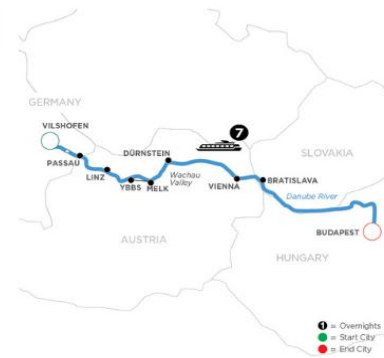 GERMANY
VILSHOFEN
PASSAU
LINZ
YBBS
MELK
DÜRNSTEIN
Wachau
Valley
7
VIENNA
BRATISLAVA
SLOVAKIA
Danube River
BUDAPEST
AUSTRIA
HUNGARY
1 = Overnights
= Start City
= End City